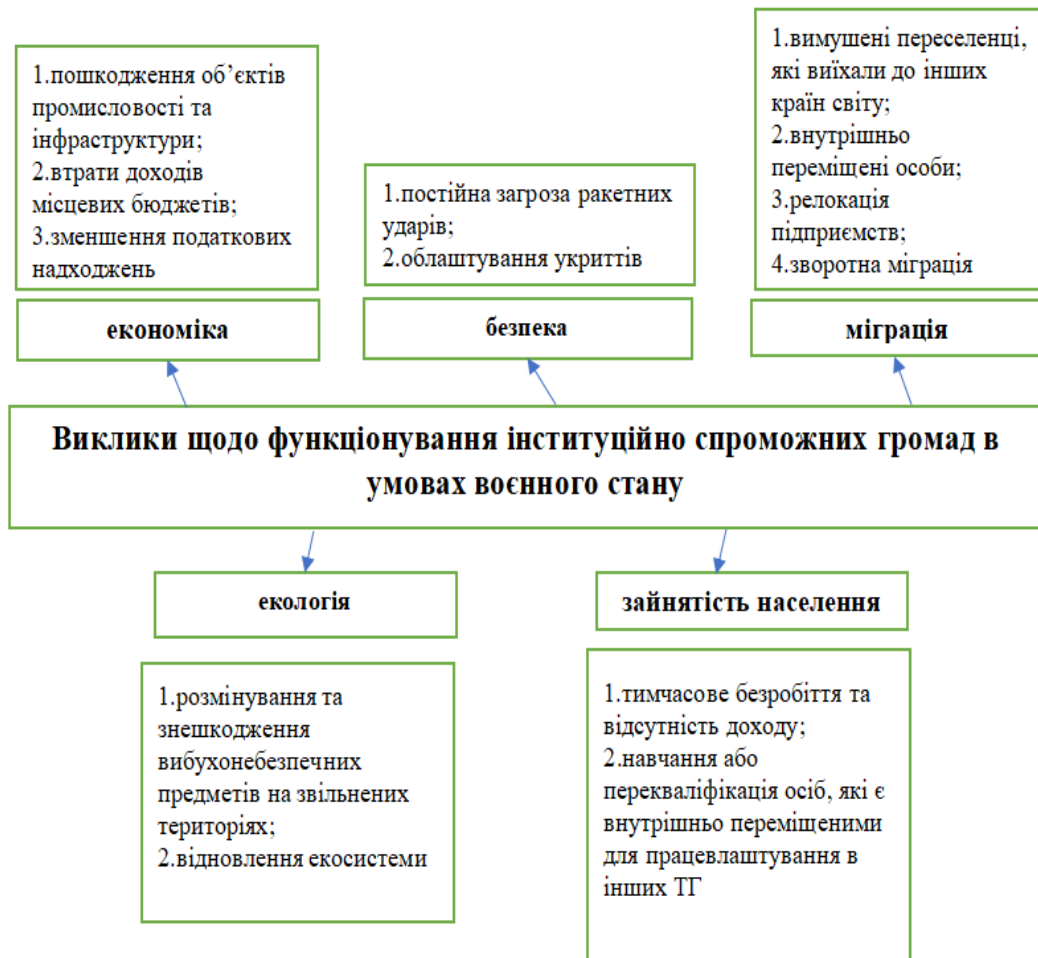 1.пошкодження об’єктів
промисловості та
інфраструктури;
2.втрати доходів
місцевих бюджетів;
3.зменшення податкових
надходжень
економіка
1.постійна загроза ракетних
ударів;
2.облаштування укриттів
безпека
1.вимушені переселенці,
які виїхали до інших
країн світу;
2.внутрішньо
переміщені особи;
3.релокація
підприємств;
4.зворотна міграція
міграція
Виклики щодо функціонування інституційно спроможних громад в
умовах воєнного стану
екологія
1.розмінування та
знешкодження
вибухонебезпечних
предметів на звільнених
територіях;
2.відновлення екосистеми
зайнятість населення
1.тимчасове безробіття та
відсутність доходу;
2.навчання або
перекваліфікація осіб, які є
внутрішньо переміщеними
для працевлаштування в
інших ТГ